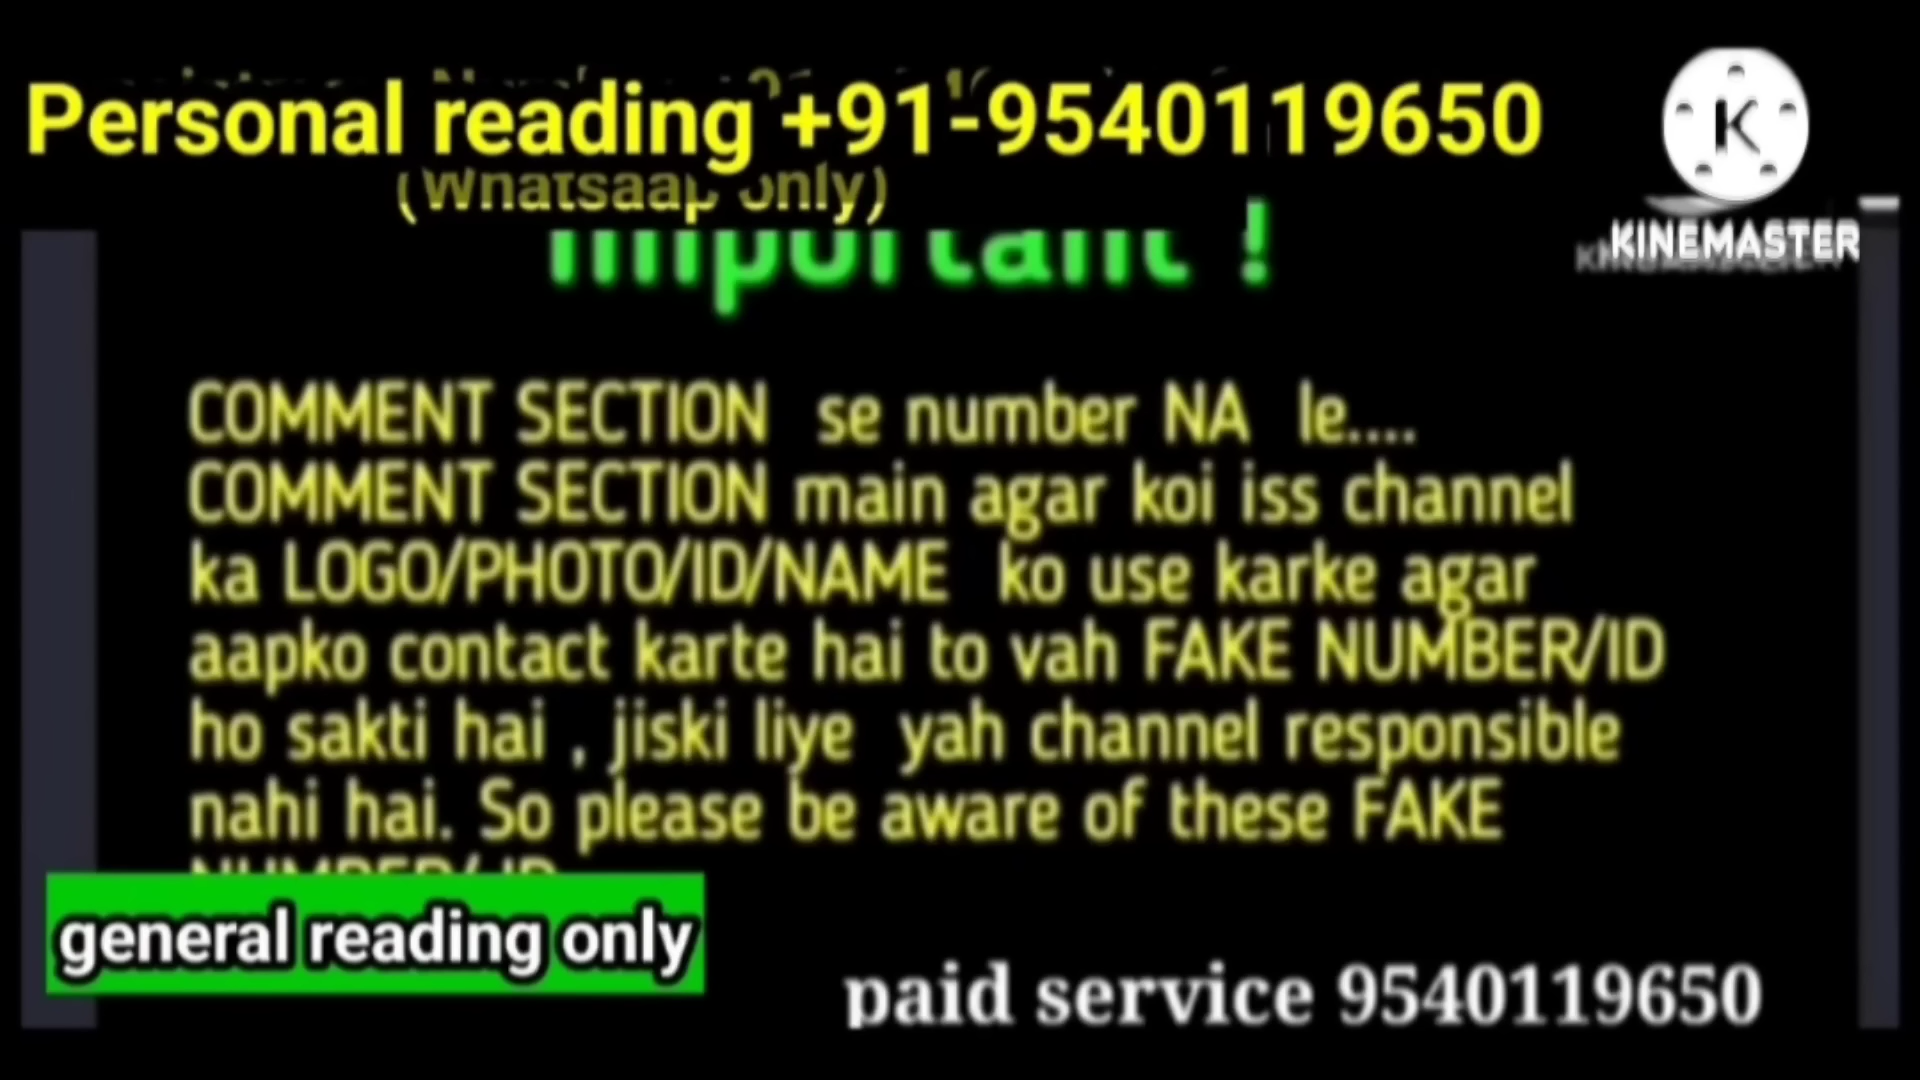 Personal reading +91-9540119650
(Whatsaap only)
Important !
KINEMASTER
COMMENT SECTION se number NA le....
COMMENT SECTION main agar koi iss channel
ka LOGO/PHOTO/ID/NAME ko use karke agar
aapko contact karte hai to vah FAKE NUMBER/ID
ho sakti hai , jiski liye yah channel responsible
nahi hai. So please be aware of these FAKE
NUMBER/ ID
general reading only
paid service 9540119650